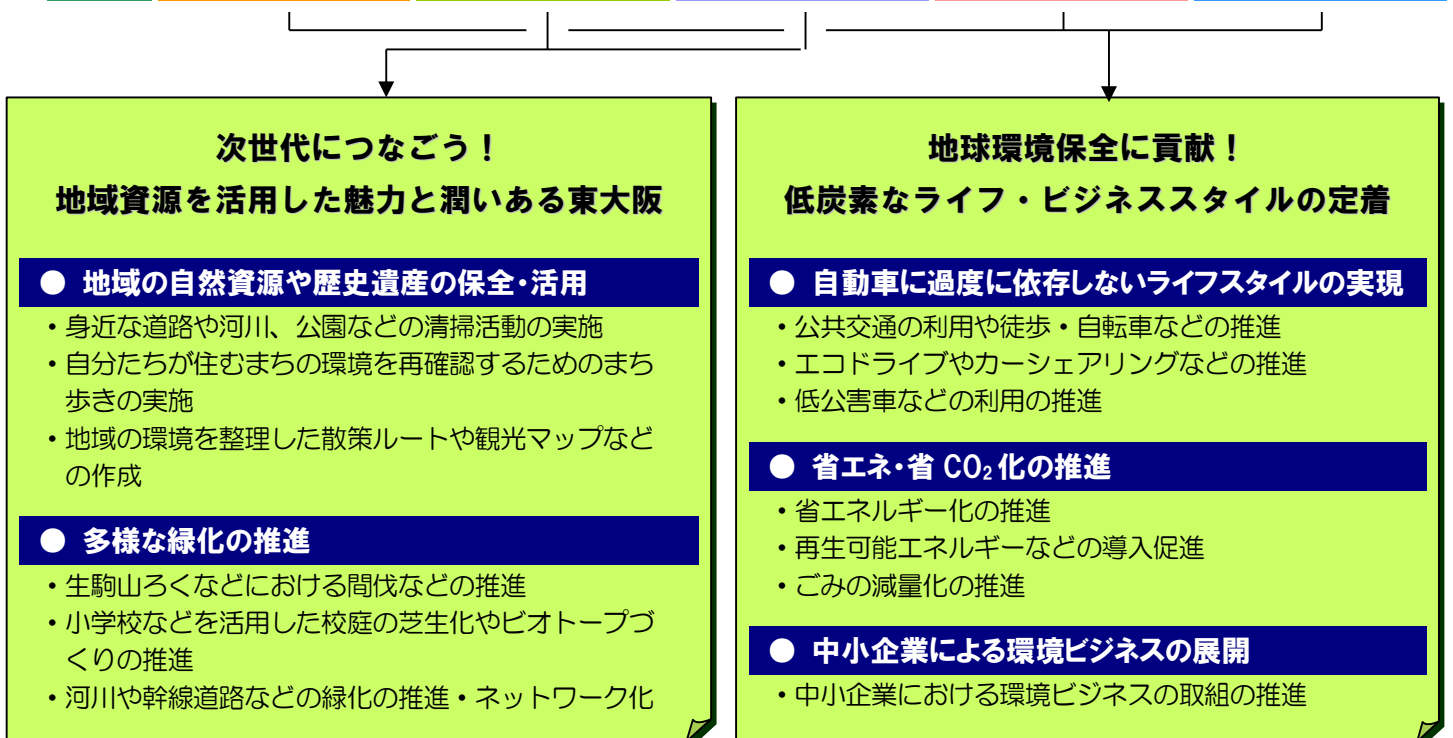 次世代につなごう！
地域資源を活用した魅力と潤いある東大阪
● 地域の自然資源や歴史遺産の保全・活用
・身近な道路や河川、公園などの清掃活動の実施
・自分たちが住むまちの環境を再確認するためのまち
歩きの実施
・地域の環境を整理した散策ルートや観光マップなど
の作成
● 多様な緑化の推進
・生駒山ろくなどにおける間伐などの推進
・小学校などを活用した校庭の芝生化やビオトープづ
くりの推進
・河川や幹線道路などの緑化の推進・ネットワーク化
地球環境保全に貢献！
低炭素なライフ・ビジネススタイルの定着
● 自動車に過度に依存しないライフスタイルの実現
・公共交通の利用や徒歩・自転車などの推進
・エコドライブやカーシェアリングなどの推進
・低公害車などの利用の推進
● 省エネ・省 CO₂ 化の推進
・省エネルギー化の推進
・再生可能エネルギーなどの導入促進
・ごみの減量化の推進
● 中小企業による環境ビジネスの展開
・中小企業における環境ビジネスの取組の推進